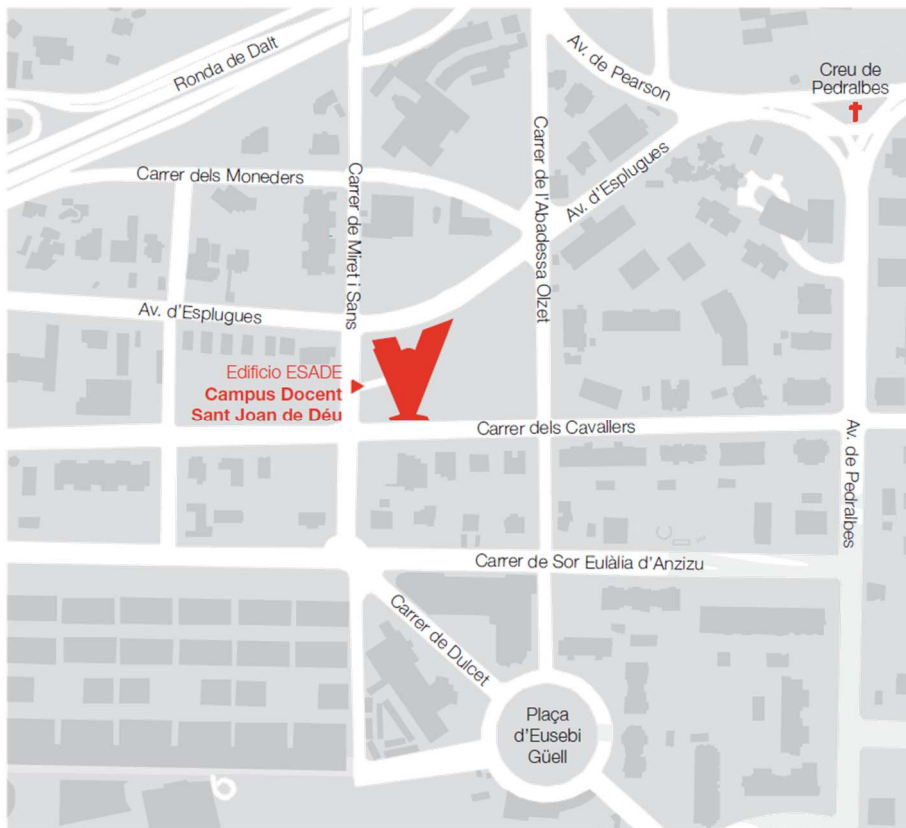 Ronda de Dalt
Av. de Pearson
Creu de
Pedralbes
Carrer dels Moneders
Carrer de Miret i Sans
Carrer de l'Abadessa Olzet
Av. d'Esplugues
Av. d'Esplugues
Edificio ESADE
Campus Docent
Sant Joan de Déu
Carrer dels Cavallers
Av. de Pedralbes
Carrer de Sor Eulàlia d'Anzizu
Carrer de Dulcet
Plaça
d'Eusebi
Güell